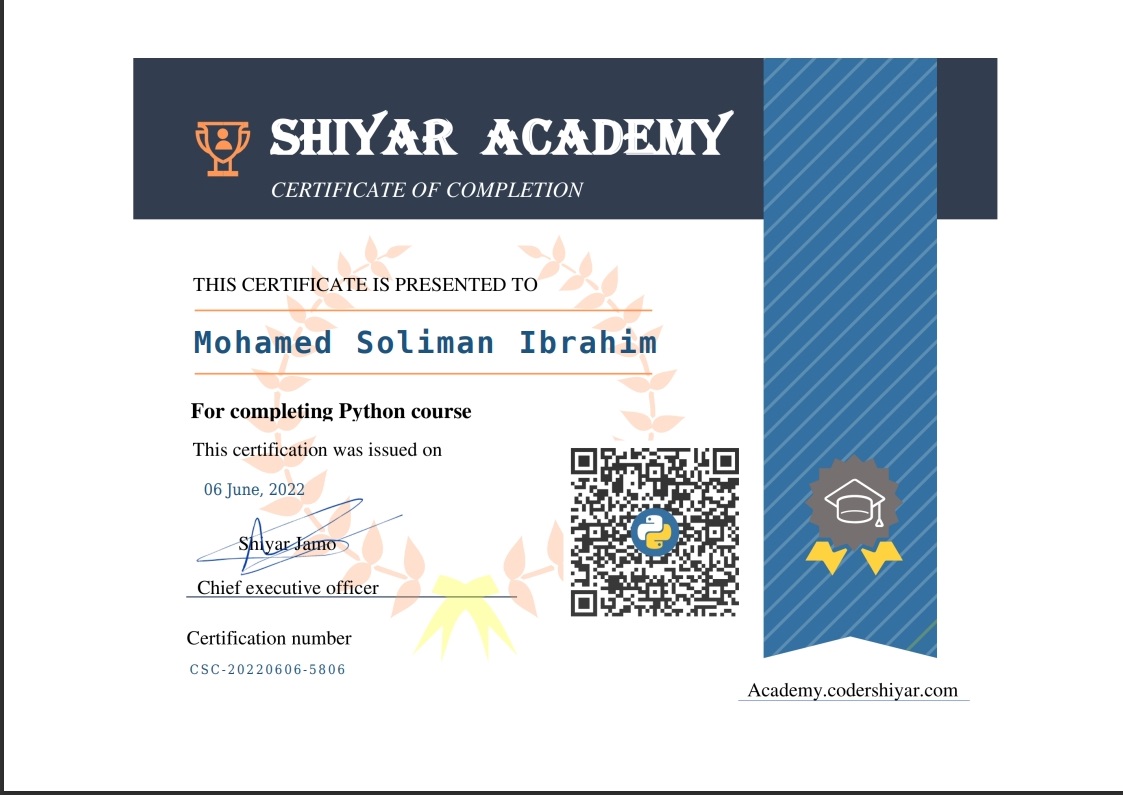 SHIYAR ACADEMY
CERTIFICATE OF COMPLETION
THIS CERTIFICATE IS PRESENTED TO
Mohamed Soliman Ibrahim
For completing Python course
This certification was issued on
06 June, 2022
Shiyar Jamo
Chief executive officer
Certification number
CSC-20220606-5806
Academy.codershiyar.com